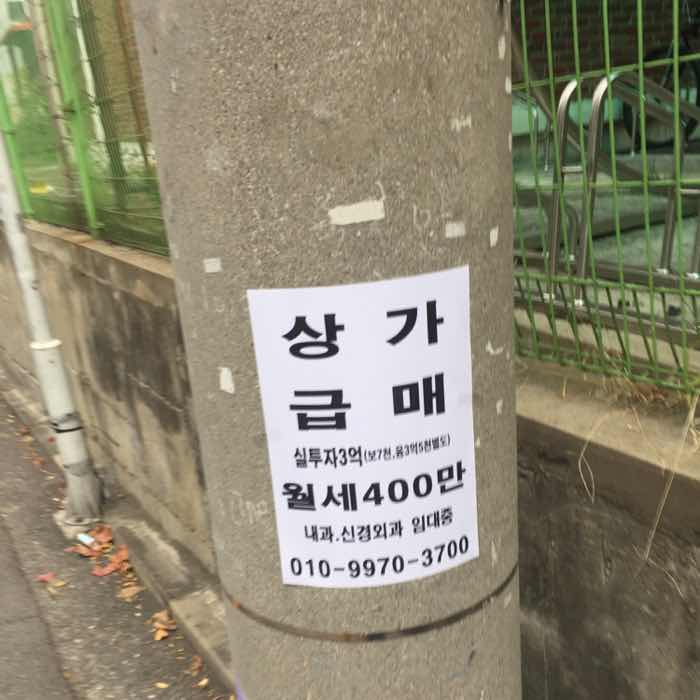 상 가
급 매
실투자3억(보7천,융3억5천별도)
월세400만
내과.신경외과 임대중
010-9970-3700